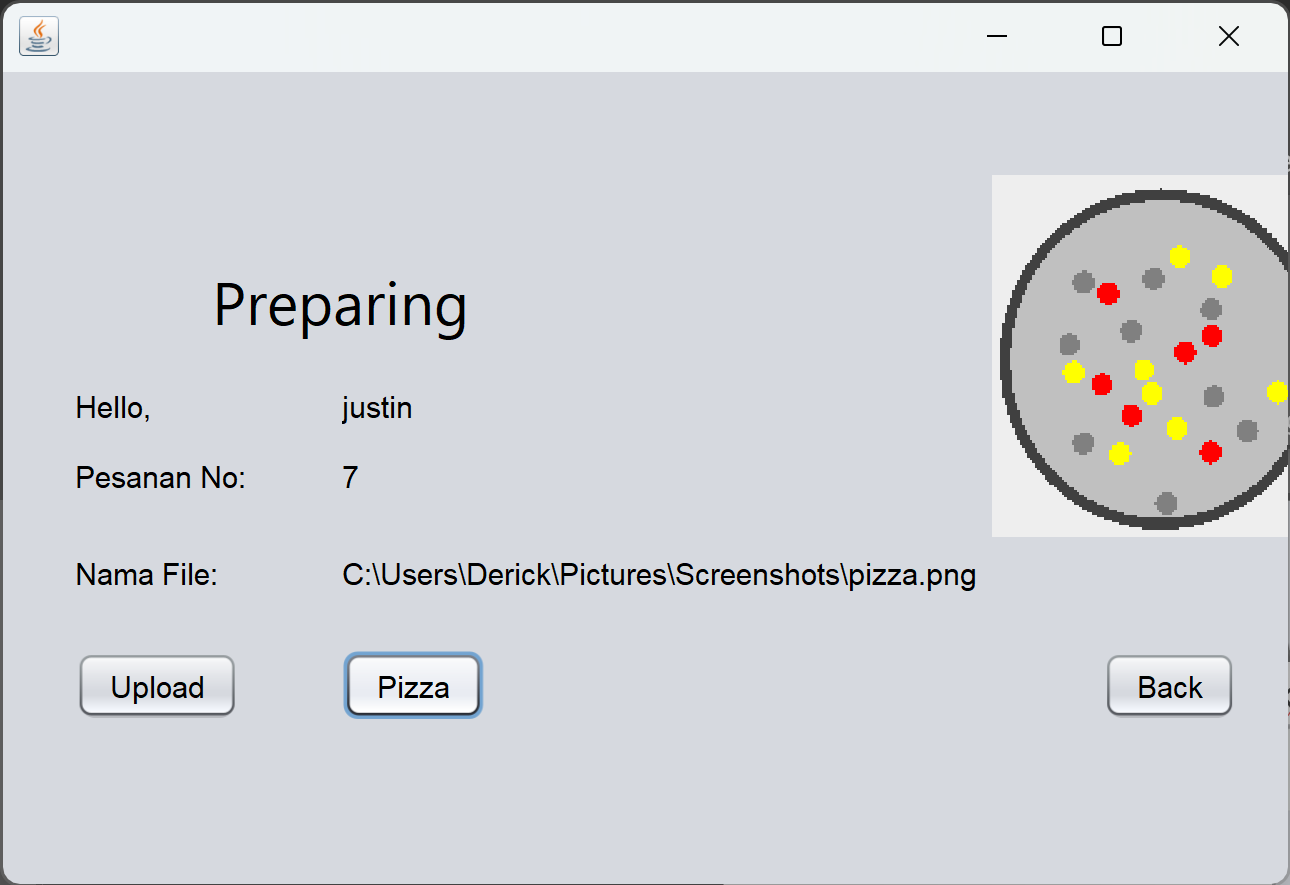 Preparing
Hello, justin
Pesanan No: 7
Nama File: C:\Users\Derick\Pictures\Screenshots\pizza.png
Upload Pizza Back